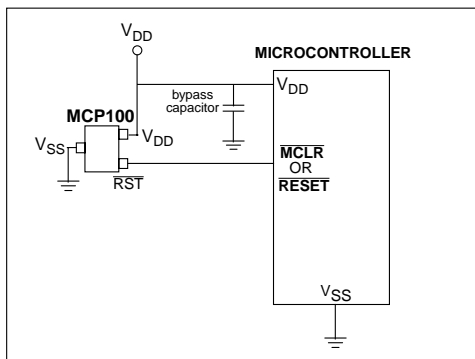 VDD
MICROCONTROLLER
bypass
capacitor
VDD
MCP100
VSS
VDD
RST
MCLR
OR
RESET
VSS